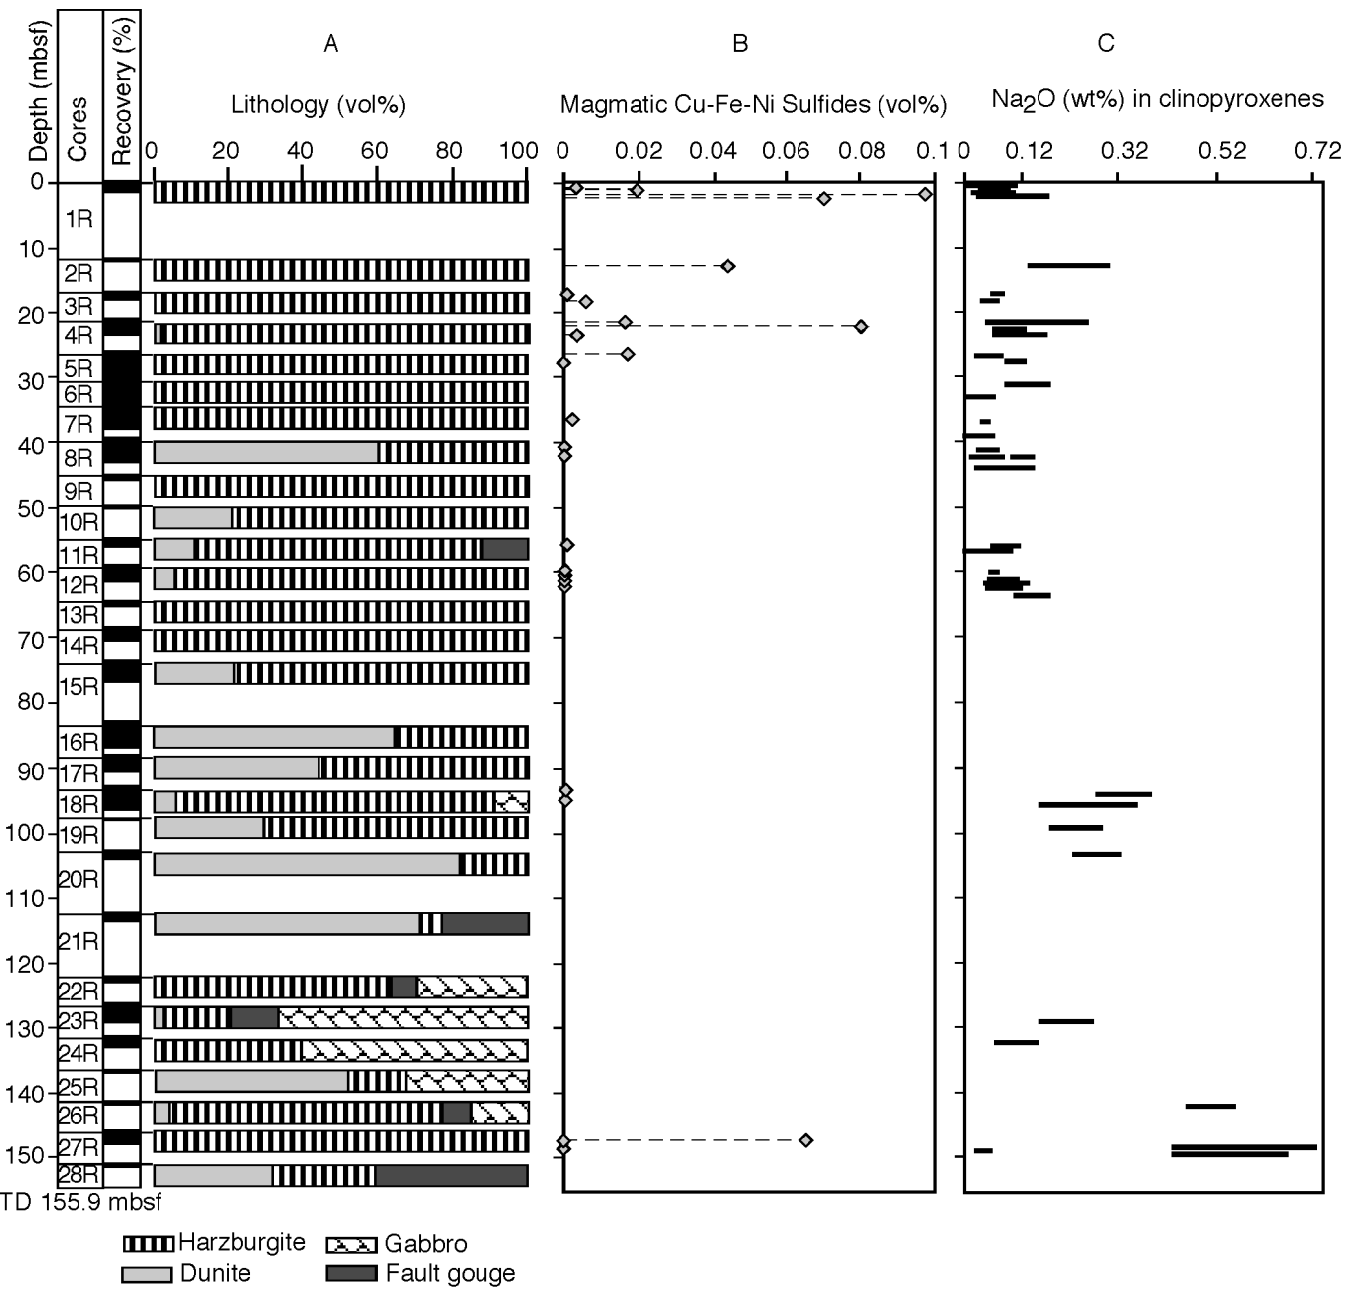 Depth (mbsf)
Cores
Recovery (%)
A
B
C
Lithology (vol%)
Magmatic Cu-Fe-Ni Sulfides (vol%)
Na2O (wt%) in clinopyroxenes
0 20 40 60 80 100
0 0.02 0.04 0.06 0.08 0.1
0 0.12 0.32 0.52 0.72
0
1R
10
2R
3R
20
4R
5R
30
6R
7R
40
8R
9R
50
10R
11R
60
12R
13R
70
14R
15R
80
16R
90
17R
18R
100
19R
20R
110
21R
120
22R
130
23R
24R
140
25R
26R
150
27R
28R
TD 155.9 mbsf
Harzburgite
Gabbro
Dunite
Fault gouge